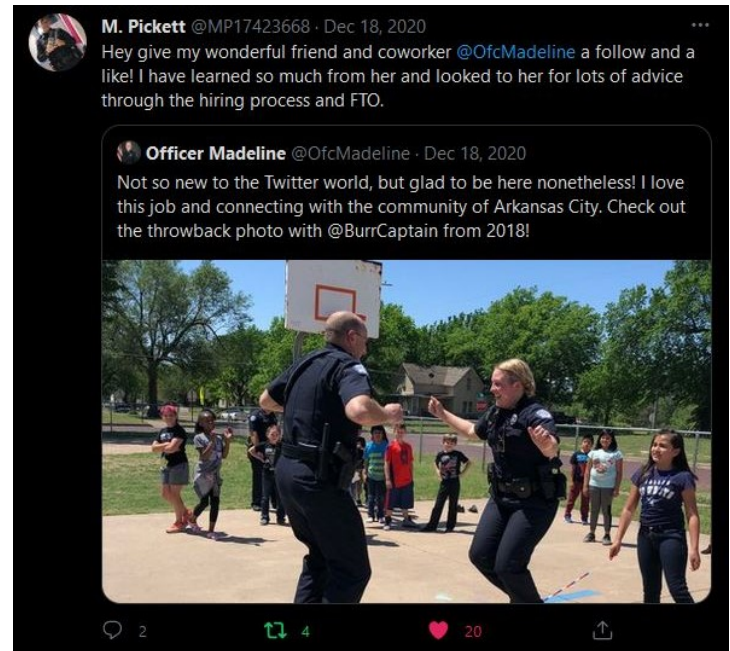 M. Pickett @MP17423668 · Dec 18, 2020
Hey give my wonderful friend and coworker @OfcMadeline a follow and a
like! I have learned so much from her and looked to her for lots of advice
through the hiring process and FTO.
Officer Madeline @OfcMadeline · Dec 18, 2020
Not so new to the Twitter world, but glad to be here nonetheless! I love
this job and connecting with the community of Arkansas City. Check out
the throwback photo with @BurrCaptain from 2018!
2 4 20